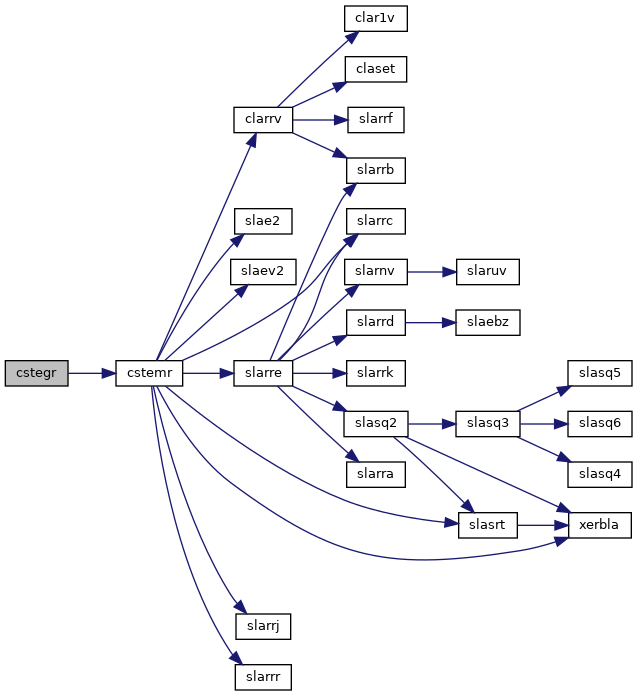 clar1v
claset
clarrv
slarrf
slarrb
slae2
slarrc
slaev2
slarnv
slaruv
slarrd
slaebz
cstegr
cstemr
slarre
slarrk
slasq5
slasq2
slasq3
slasq6
slarra
slasq4
slasrt
xerbla
slarrj
slarrr